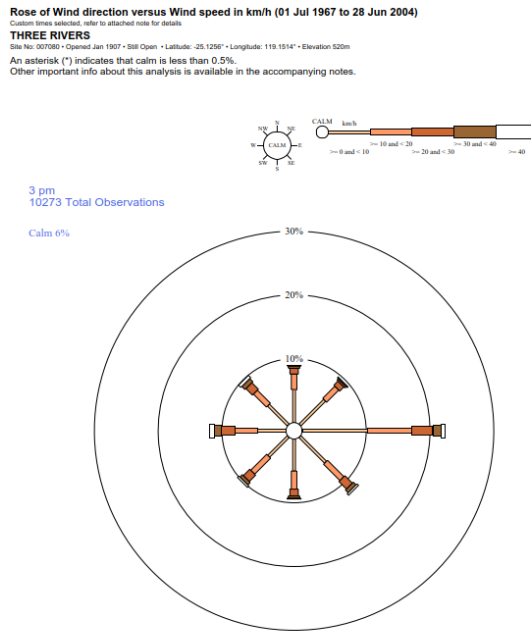 Rose of Wind direction versus Wind speed in km/h (01 Jul 1967 to 28 Jun 2004)
Custom times selected, refer to attached note for details
THREE RIVERS
Site No: 007080 • Opened Jan 1907 • Still Open • Latitude: -25.1256° • Longitude: 119.1514° • Elevation 520m
An asterisk (*) indicates that calm is less than 0.5%.
Other important info about this analysis is available in the accompanying notes.
N
NW NE
W CALM E
SW SE
S
CALM km/h
>= 10 and < 20 >= 30 and < 40
>= 0 and < 10 >= 20 and < 30 >= 40
3 pm
10273 Total Observations
Calm 6%
30%
20%
10%